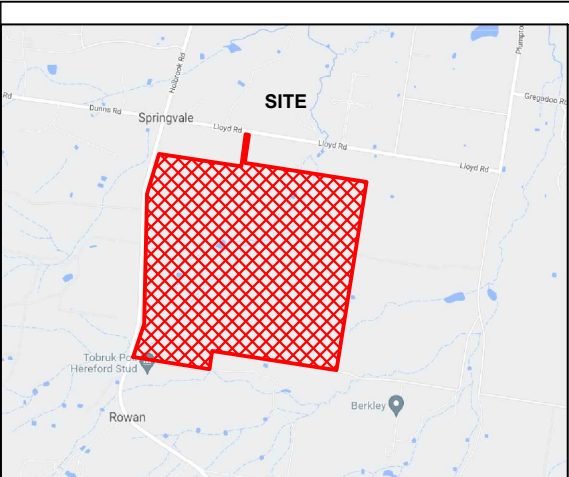 Holbrook Rd
Plumpton
Rd
Dunns Rd
Springvale
SITE
Gregadoo Rd
Lloyd Rd
Lloyd Rd
Lloyd Rd
Tobruk Po
Hereford Stud
Berkley
Rowan